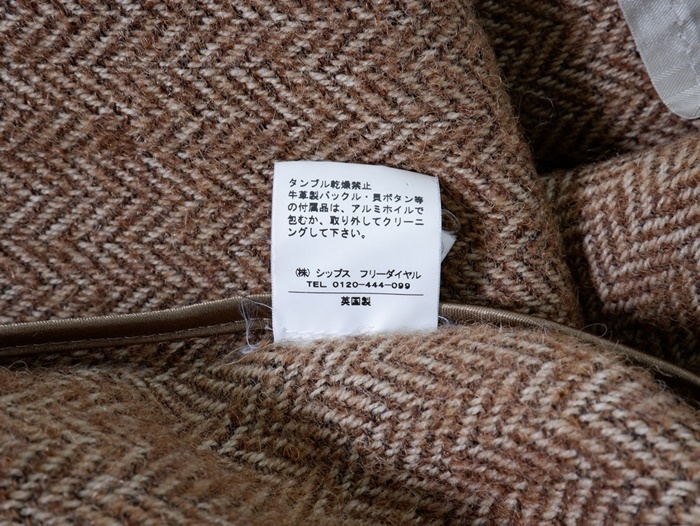 タンブル乾燥禁止
牛革製バックル・貝ボタン等
の付属品は、アルミホイルで
包むか、取り外してクリーニ
ングして下さい。
(株) シップス フリーダイヤル
TEL 0120-444-099
英国製